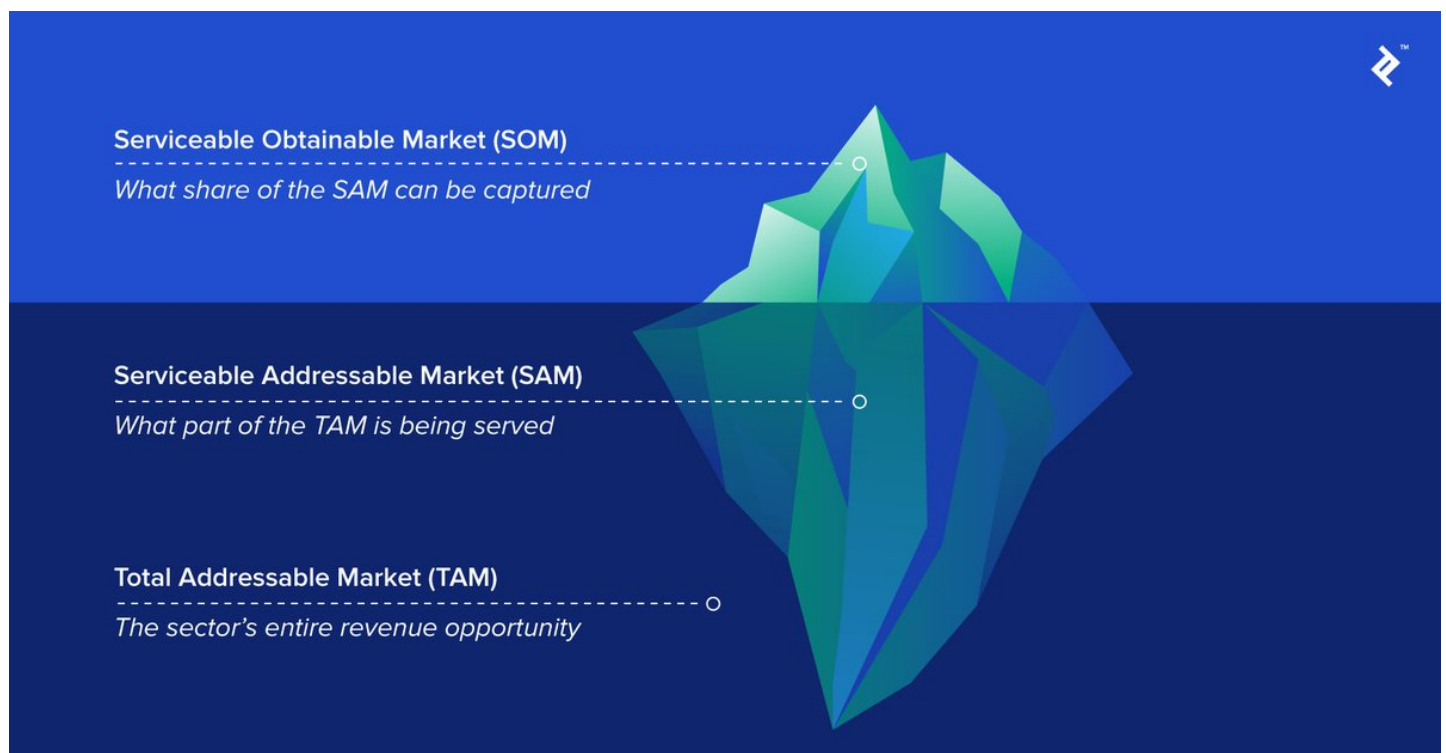 TM
Serviceable Obtainable Market (SOM)
What share of the SAM can be captured
Serviceable Addressable Market (SAM)
What part of the TAM is being served
Total Addressable Market (TAM)
The sector’s entire revenue opportunity